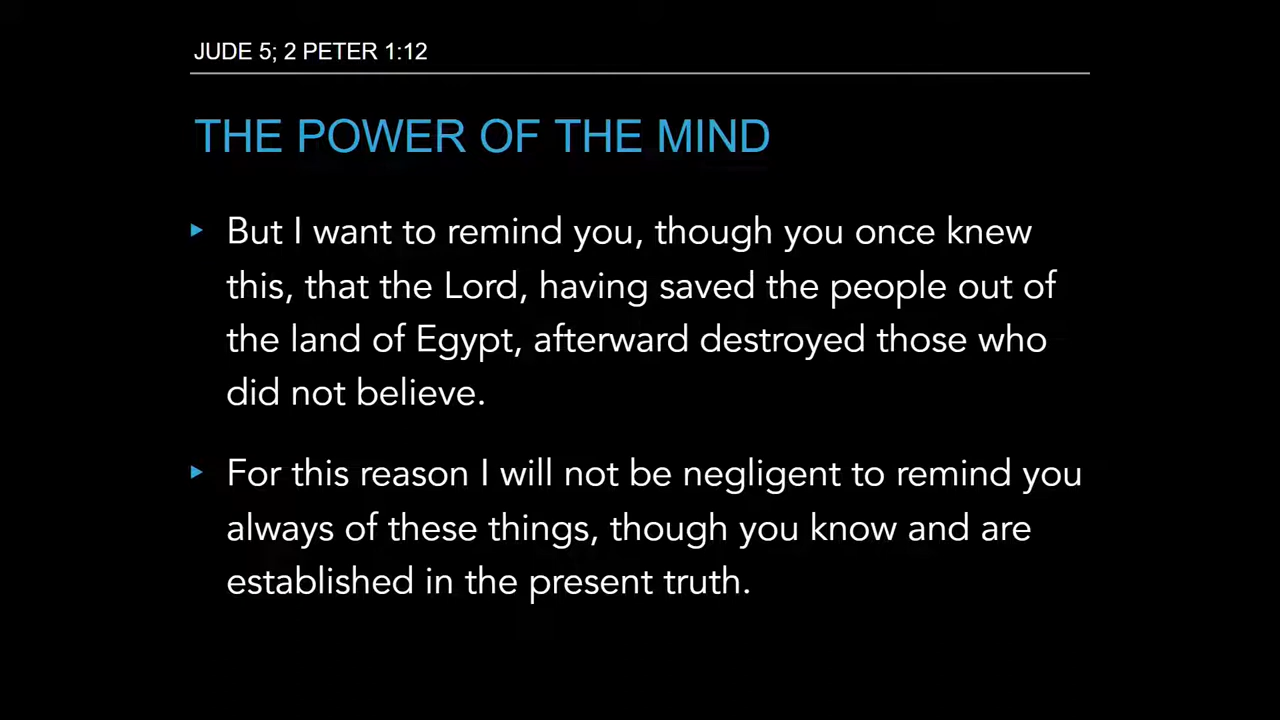 JUDE 5; 2 PETER 1:12
THE POWER OF THE MIND
‣ But I want to remind you, though you once knew
this, that the Lord, having saved the people out of
the land of Egypt, afterward destroyed those who
did not believe.
‣ For this reason I will not be negligent to remind you
always of these things, though you know and are
established in the present truth.